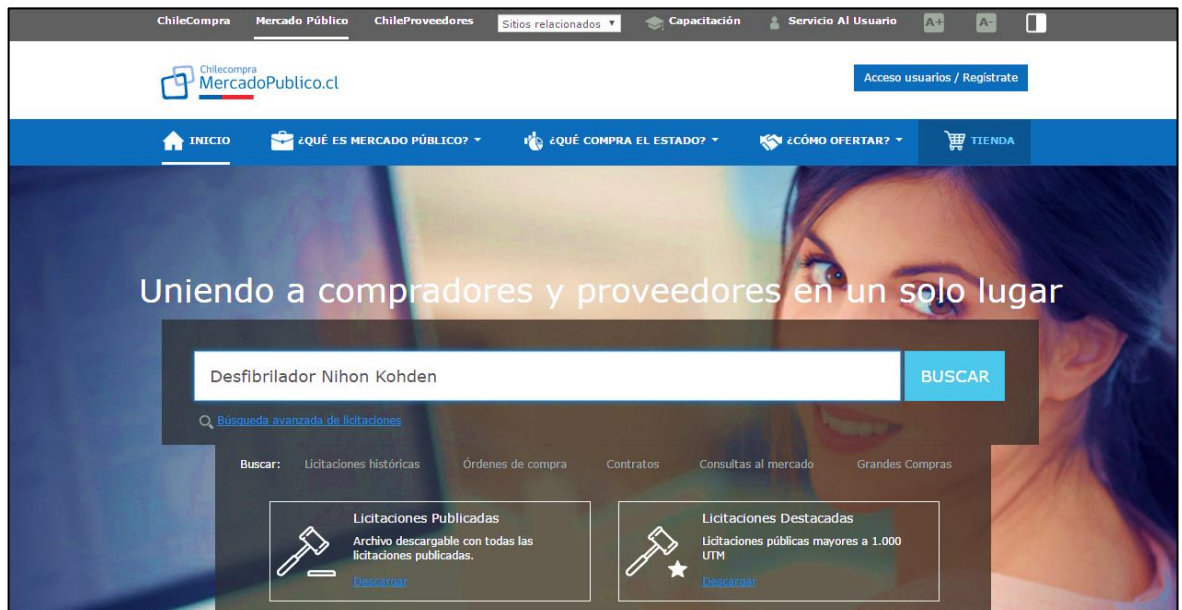 ChileCompra Mercado Público ChileProveedores Sitios relacionados ▼ Capacitación Servicio Al Usuario A+ A-
Chilecompra
MercadoPublico.cl
Acceso usuarios / Regístrate
INICIO ¿QUÉ ES MERCADO PÚBLICO? ¿QUÉ COMPRA EL ESTADO? ¿CÓMO OFERTAR? TIENDA
Uniendo a compradores y proveedores en un solo lugar
Desfibrilador Nihon Kohden BUSCAR
Búsqueda avanzada de licitaciones
Buscar: Licitaciones históricas Órdenes de compra Contratos Consultas al mercado Grandes Compras
Licitaciones Publicadas
Archivo descargable con todas las
licitaciones publicadas.
Descargar
Licitaciones Destacadas
Licitaciones públicas mayores a 1.000
UTM
Descargar